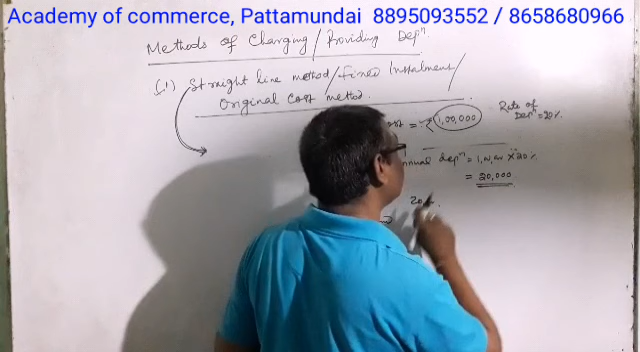 Academy of commerce, Pattamundai 8895093552 / 8658680966
Methods of Charging / Providing Depn
(1) Straight line method / Fixed Instalment /
Original Cost method.
= ₹ 1,00,000
Rate of
Depn = 20%
nnual depn = 1,00,000 × 20%
= 20,000